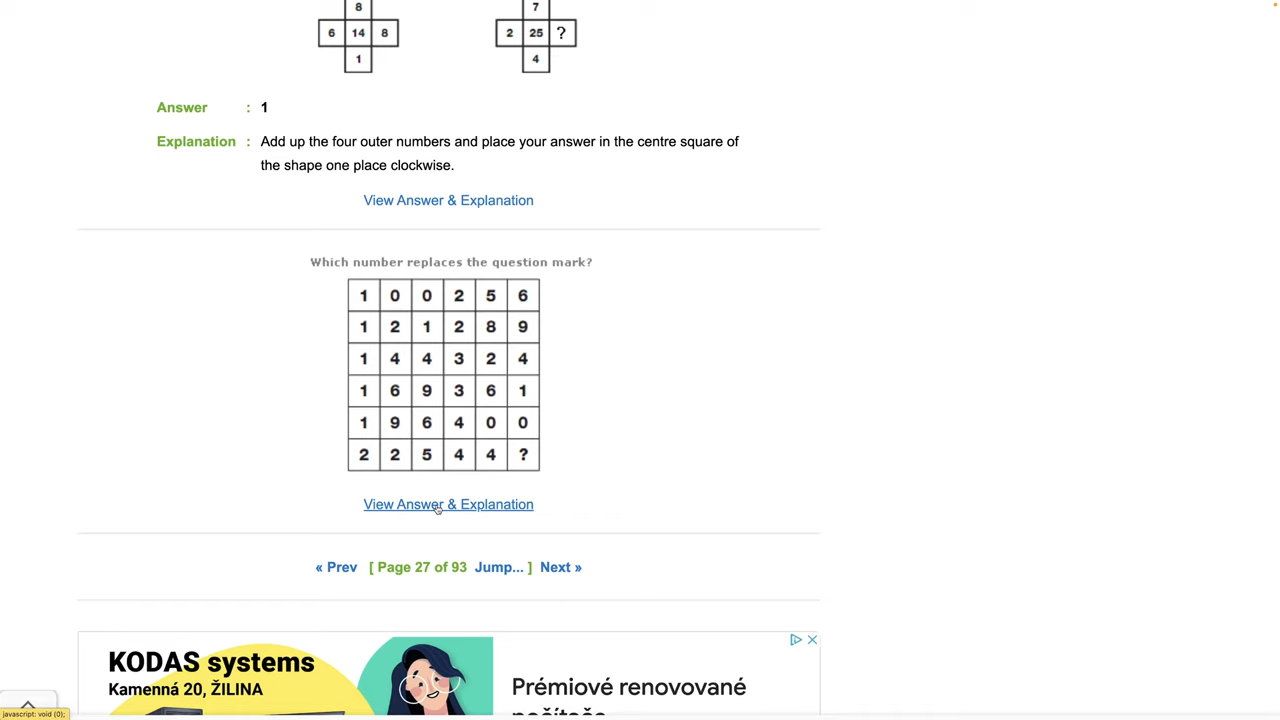 8
6 14 8
1
7
2 25 ?
4
Answer : 1
Explanation : Add up the four outer numbers and place your answer in the centre square of
the shape one place clockwise.
View Answer & Explanation
Which number replaces the question mark?
1 0 0 2 5 6
1 2 1 2 8 9
1 4 4 3 2 4
1 6 9 3 6 1
1 9 6 4 0 0
2 2 5 4 4 ?
View Answer & Explanation
« Prev [ Page 27 of 93 Jump... ] Next »
KODAS systems
Kamenná 20, ŽILINA
Prémiové renovované
počítače
javascript: void (0);